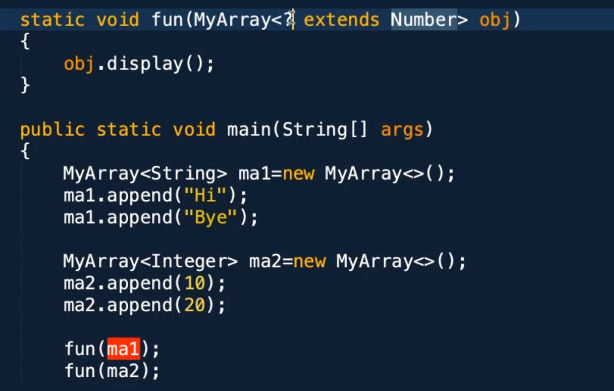 static void fun(MyArray<? extends Number> obj)
{
    obj.display();
}
public static void main(String[] args)
{
    MyArray<String> ma1=new MyArray<>();
    ma1.append("Hi");
    ma1.append("Bye");
    MyArray<Integer> ma2=new MyArray<>();
    ma2.append(10);
    ma2.append(20);
    fun(ma1);
    fun(ma2);